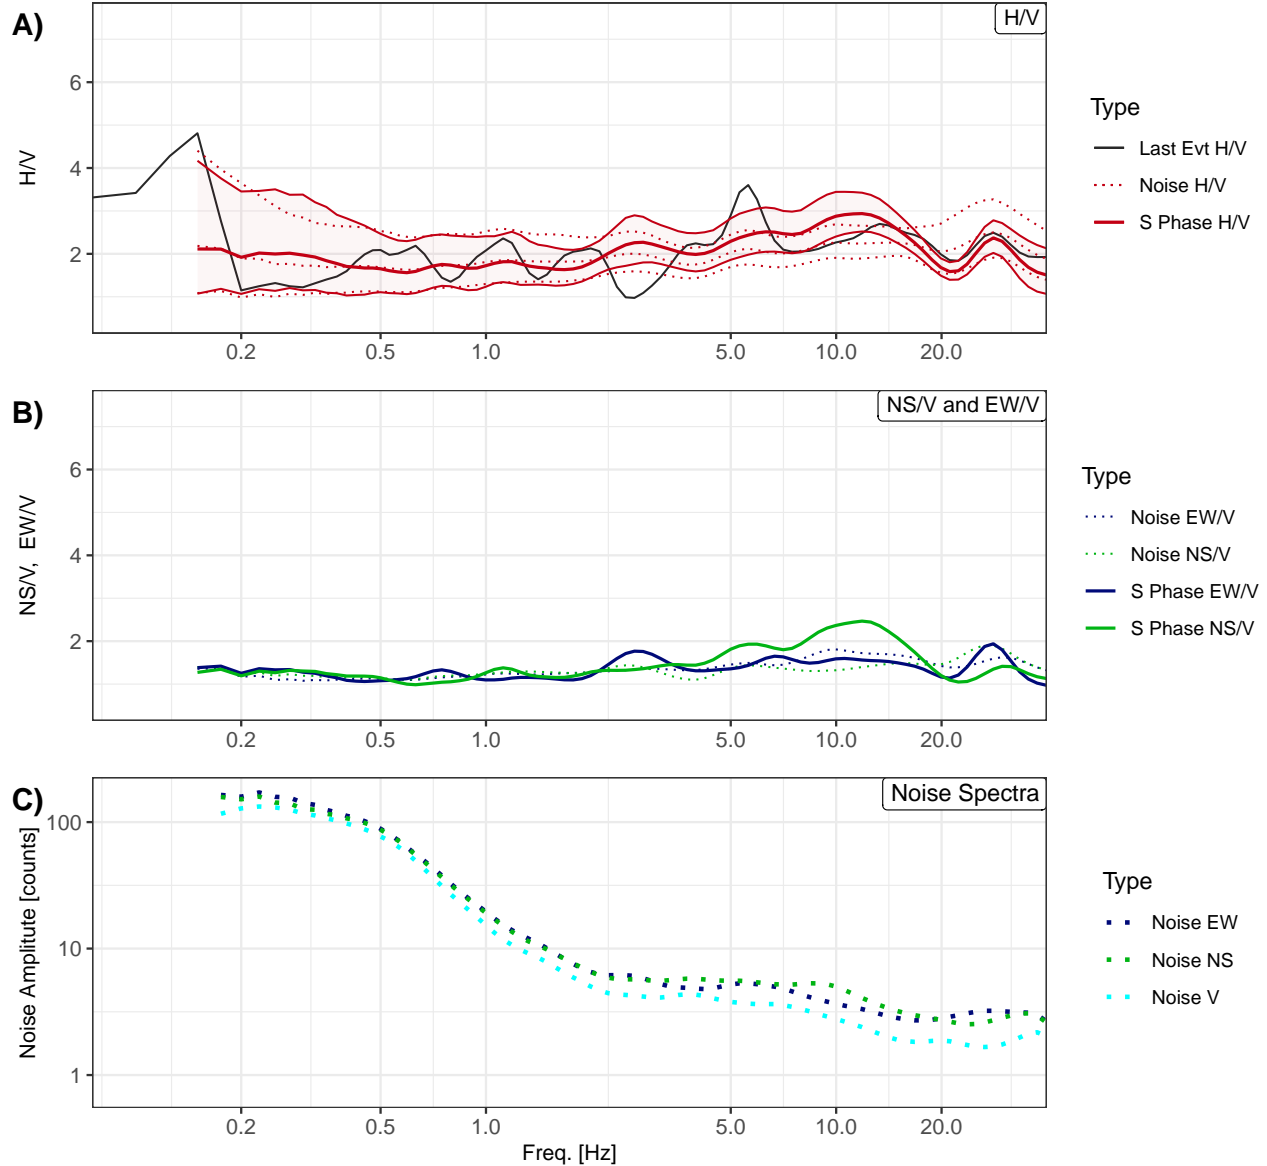 A)
H/V
H/V
6
4
2
0.2 0.5 1.0 5.0 10.0 20.0
Type
Last Evt H/V
Noise H/V
S Phase H/V
B)
NS/V and EW/V
NS/V, EW/V
6
4
2
0.2 0.5 1.0 5.0 10.0 20.0
Type
Noise EW/V
Noise NS/V
S Phase EW/V
S Phase NS/V
C)
Noise Spectra
Noise Amplitute [counts]
100
10
1
0.2 0.5 1.0 5.0 10.0 20.0
Freq. [Hz]
Type
Noise EW
Noise NS
Noise V